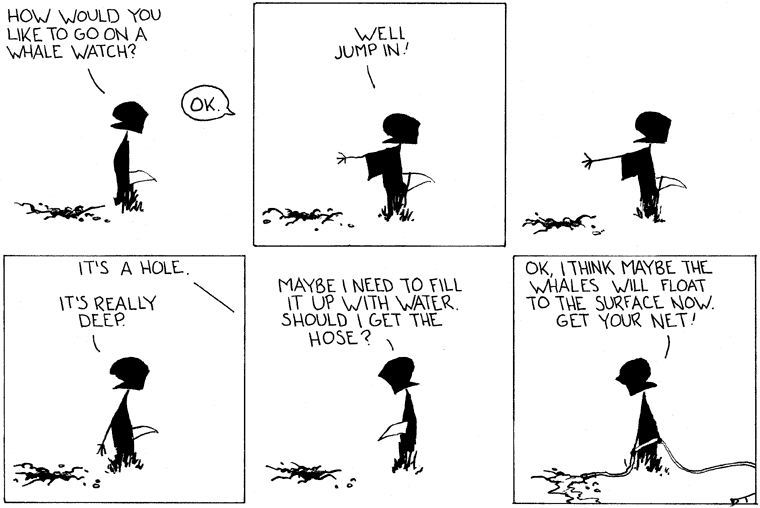 HOW WOULD YOU
LIKE TO GO ON A
WHALE WATCH?
OK.
WELL
JUMP IN!
IT'S A HOLE.
IT'S REALLY
DEEP.
MAYBE I NEED TO FILL
IT UP WITH WATER.
SHOULD I GET THE
HOSE?
OK, I THINK MAYBE THE
WHALES WILL FLOAT
TO THE SURFACE NOW.
GET YOUR NET!